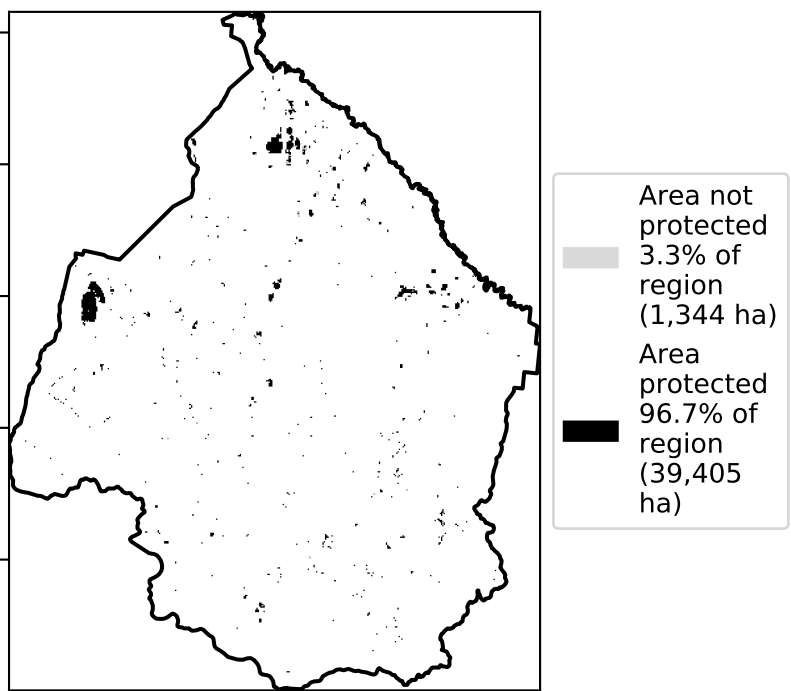 Area not
protected
3.3% of
region
(1,344 ha)
Area
protected
96.7% of
region
(39,405
ha)